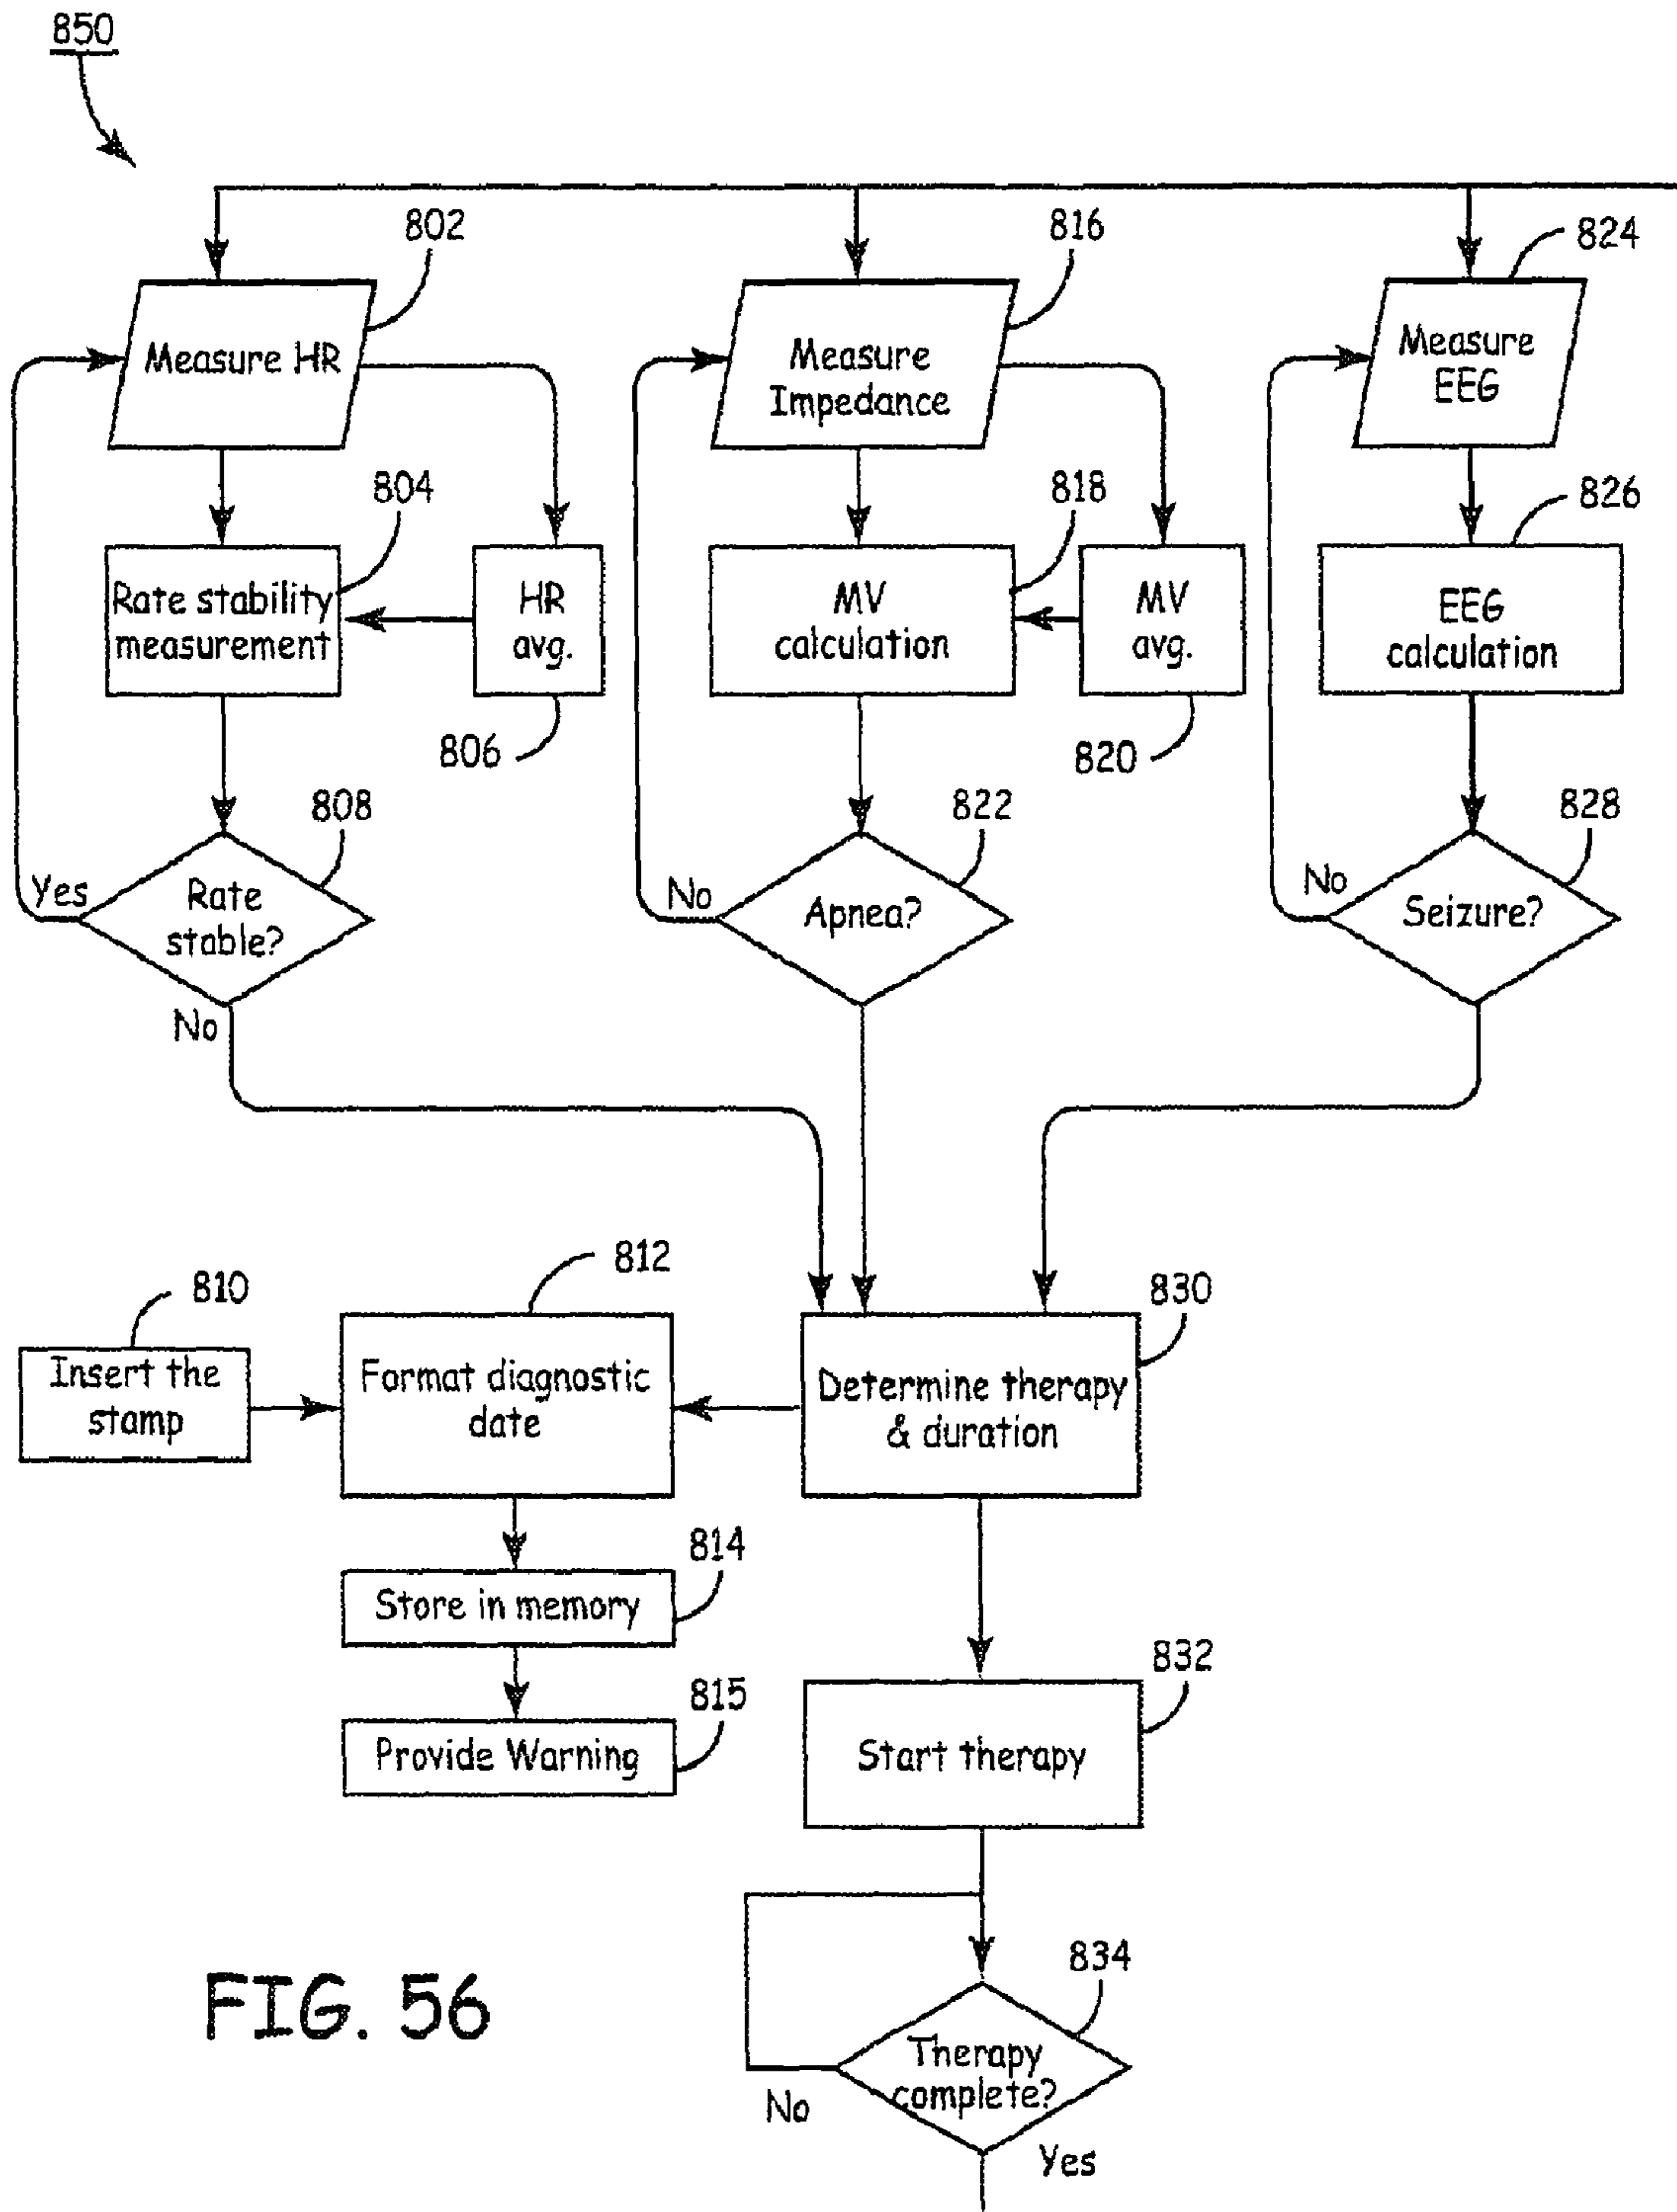 850
802
816
824
Measure HR
Measure
Impedance
Measure
EEG
804
818
826
Rate stability
measurement
HR
avg.
MV
calculation
MV
avg.
EEG
calculation
806
820
808
822
828
Yes
Rate
stable?
No
Apnea?
No
Seizure?
No
810
812
830
Insert the
stamp
Format diagnostic
date
Determine therapy
& duration
814
Store in memory
832
815
Provide Warning
Start therapy
834
FIG. 56
Therapy
complete?
No
Yes